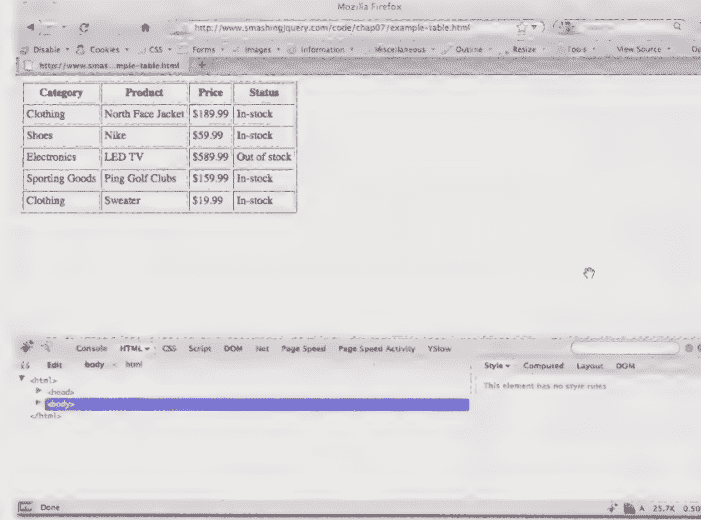 Mozilla Firefox
http://www.smashingjquery.com/code/chap07/example-table.html
Disable Cookies CSS Forms Images Information Miscellaneous Outline Resize Tools View Source
http://www.smat...mple-table.html +
Category Product Price Status
Clothing North Face Jacket $189.99 In-stock
Shoes Nike $59.99 In-stock
Electronics LED TV $589.99 Out of stock
Sporting Goods Ping Golf Clubs $159.99 In-stock
Clothing Sweater $19.99 In-stock
Console HTML CSS Script DOM Net Page Speed Page Speed Activity YSlow
Edit body < html
Style Computed Layout DOM
<html>
This element has no style rules
<head>
<body>
</html>
Done
A 25.7K